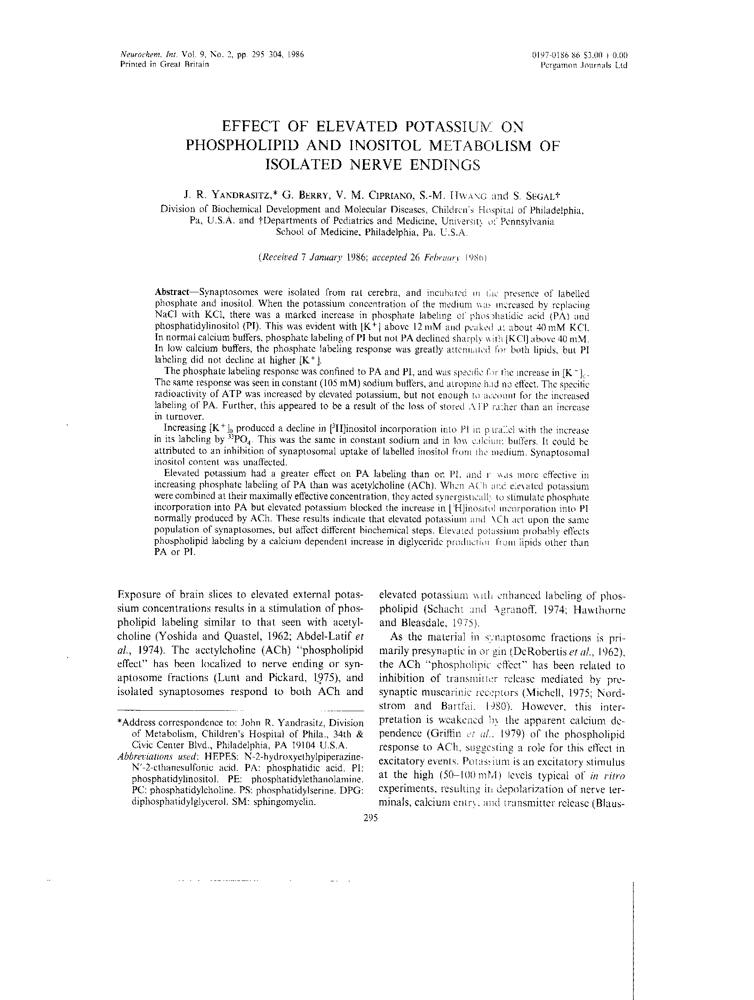 Neurochem. Int. Vol. 9, No. 2, pp. 295 304, 1986
Printed in Great Britain
0197-0186 86 $3.00 + 0.00
Pergamon Journals Ltd
EFFECT OF ELEVATED POTASSIUM ON
PHOSPHOLIPID AND INOSITOL METABOLISM OF
ISOLATED NERVE ENDINGS
J. R. YANDRASITZ,* G. BERRY, V. M. CIPRIANO, S.-M. HWANG and S. SEGAL†
Division of Biochemical Development and Molecular Diseases, Children's Hospital of Philadelphia,
Pa, U.S.A. and †Departments of Pediatrics and Medicine, University of Pennsylvania
School of Medicine, Philadelphia, Pa. U.S.A.
(Received 7 January 1986; accepted 26 February 1986)
Abstract—Synaptosomes were isolated from rat cerebra, and incubated in the presence of labelled
phosphate and inositol. When the potassium concentration of the medium was increased by replacing
NaCl with KCl, there was a marked increase in phosphate labeling of phosphatidic acid (PA) and
phosphatidylinositol (PI). This was evident with [K⁺] above 12 mM and peaked at about 40 mM KCl.
In normal calcium buffers, phosphate labeling of PI but not PA declined sharply with [KCl] above 40 mM.
In low calcium buffers, the phosphate labeling response was greatly attenuated for both lipids, but PI
labeling did not decline at higher [K⁺].
The phosphate labeling response was confined to PA and PI, and was specific for the increase in [K⁺].
The same response was seen in constant (105 mM) sodium buffers, and atropine had no effect. The specific
radioactivity of ATP was increased by elevated potassium, but not enough to account for the increased
labeling of PA. Further, this appeared to be a result of the loss of stored ATP rather than an increase
in turnover.
Increasing [K⁺]₀ produced a decline in [³H]inositol incorporation into PI in parallel with the increase
in its labeling by ³²PO₄. This was the same in constant sodium and in low calcium buffers. It could be
attributed to an inhibition of synaptosomal uptake of labelled inositol from the medium. Synaptosomal
inositol content was unaffected.
Elevated potassium had a greater effect on PA labeling than on PI, and it was more effective in
increasing phosphate labeling of PA than was acetylcholine (ACh). When ACh and elevated potassium
were combined at their maximally effective concentration, they acted synergistically to stimulate phosphate
incorporation into PA but elevated potassium blocked the increase in [³H]inositol incorporation into PI
normally produced by ACh. These results indicate that elevated potassium and ACh act upon the same
population of synaptosomes, but affect different biochemical steps. Elevated potassium probably effects
phospholipid labeling by a calcium dependent increase in diglyceride production from lipids other than
PA or PI.
Exposure of brain slices to elevated external potas-
sium concentrations results in a stimulation of phos-
pholipid labeling similar to that seen with acetyl-
choline (Yoshida and Quastel, 1962; Abdel-Latif et
al., 1974). The acetylcholine (ACh) "phospholipid
effect" has been localized to nerve ending or syn-
aptosome fractions (Lunt and Pickard, 1975), and
isolated synaptosomes respond to both ACh and
*Address correspondence to: John R. Yandrasitz, Division
of Metabolism, Children's Hospital of Phila., 34th &
Civic Center Blvd., Philadelphia, PA 19104 U.S.A.
Abbreviations used: HEPES: N-2-hydroxyethylpiperazine-
N′-2-ethanesulfonic acid. PA: phosphatidic acid. PI:
phosphatidylinositol. PE: phosphatidylethanolamine.
PC: phosphatidylcholine. PS: phosphatidylserine. DPG:
diphosphatidylglycerol. SM: sphingomyelin.
elevated potassium with enhanced labeling of phos-
pholipid (Schacht and Agranoff, 1974; Hawthorne
and Bleasdale, 1975).
As the material in synaptosome fractions is pri-
marily presynaptic in origin (DeRobertis et al., 1962),
the ACh "phospholipic effect" has been related to
inhibition of transmitter release mediated by pre-
synaptic muscarinic receptors (Michell, 1975; Nord-
strom and Bartfai, 1980). However, this inter-
pretation is weakened by the apparent calcium de-
pendence (Griffin et al., 1979) of the phospholipid
response to ACh, suggesting a role for this effect in
excitatory events. Potassium is an excitatory stimulus
at the high (50–100 mM) levels typical of in vitro
experiments, resulting in depolarization of nerve ter-
minals, calcium entry, and transmitter release (Blaus-
295